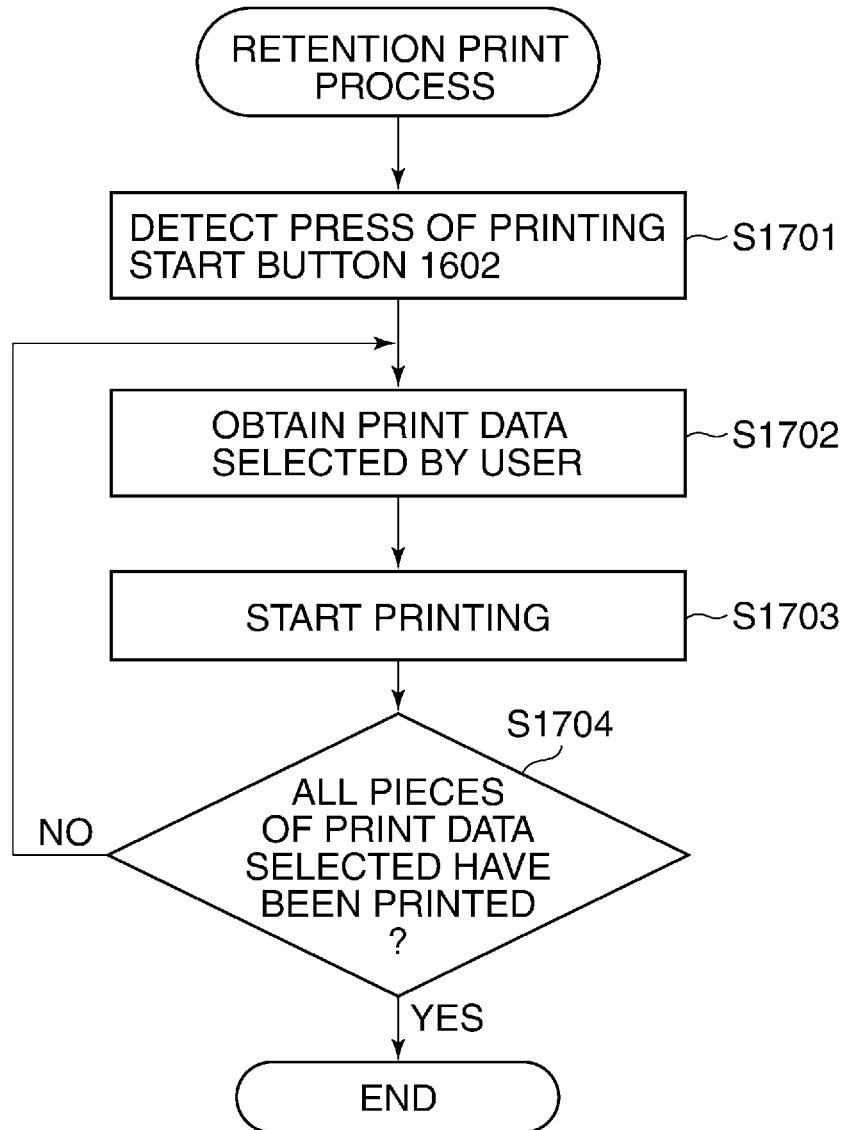 RETENTION PRINT
PROCESS
DETECT PRESS OF PRINTING
START BUTTON 1602
S1701
OBTAIN PRINT DATA
SELECTED BY USER
S1702
START PRINTING
S1703
S1704
ALL PIECES
OF PRINT DATA
SELECTED HAVE
BEEN PRINTED
?
NO
YES
END